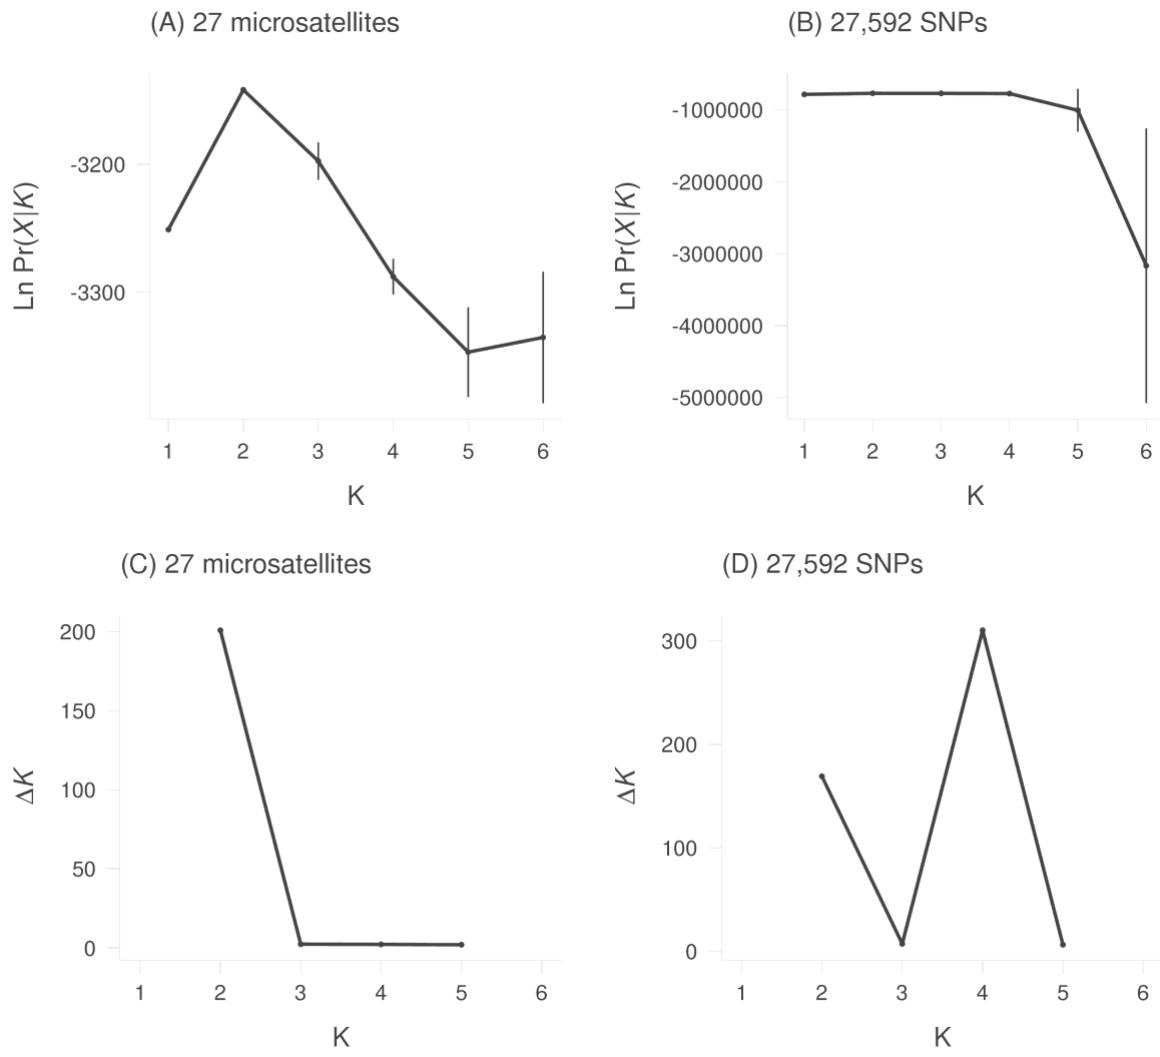 (A) 27 microsatellites
Ln Pr(X|K)
-3200
-3300
1 2 3 4 5 6
K
(B) 27,592 SNPs
Ln Pr(X|K)
-1000000
-2000000
-3000000
-4000000
-5000000
1 2 3 4 5 6
K
(C) 27 microsatellites
ΔK
200
150
100
50
0
1 2 3 4 5 6
K
(D) 27,592 SNPs
ΔK
300
200
100
0
1 2 3 4 5 6
K